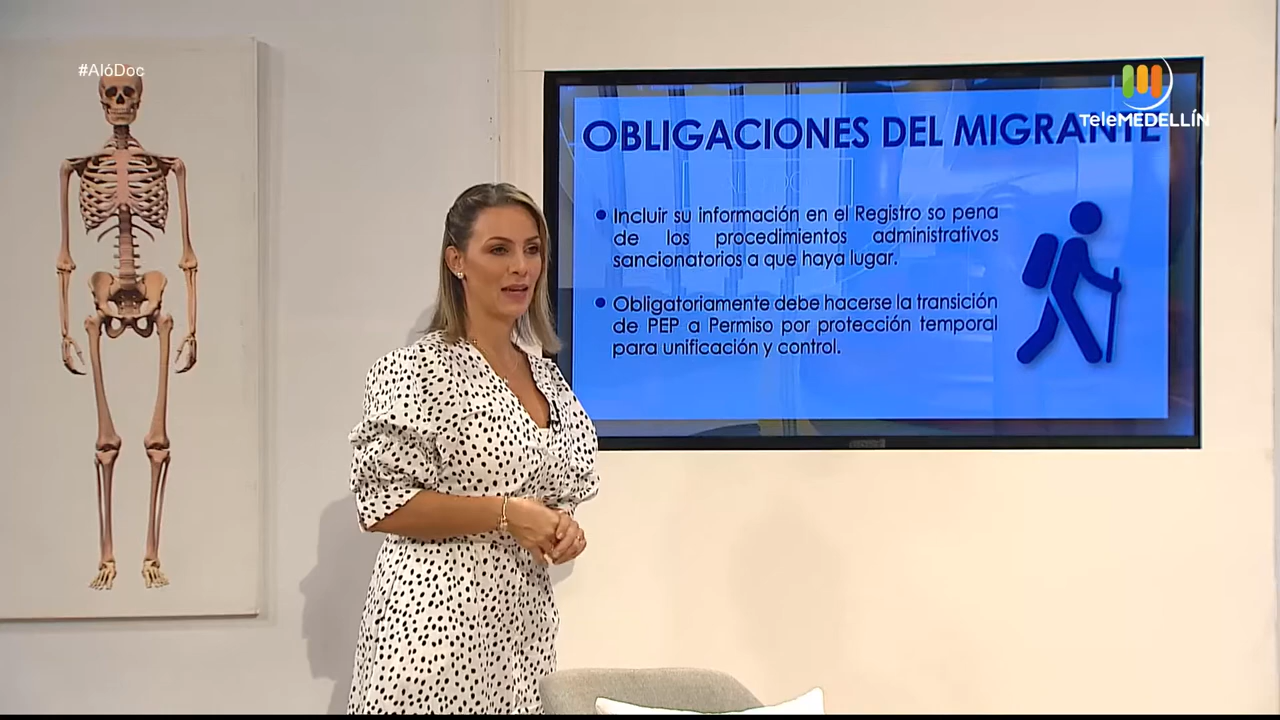 #AlóDoc
TeleMEDELLÍN
OBLIGACIONES DEL MIGRANTE
• Incluir su información en el Registro so pena
de los procedimientos administrativos
sancionatorios a que haya lugar.
• Obligatoriamente debe hacerse la transición
de PEP a Permiso por protección temporal
para unificación y control.